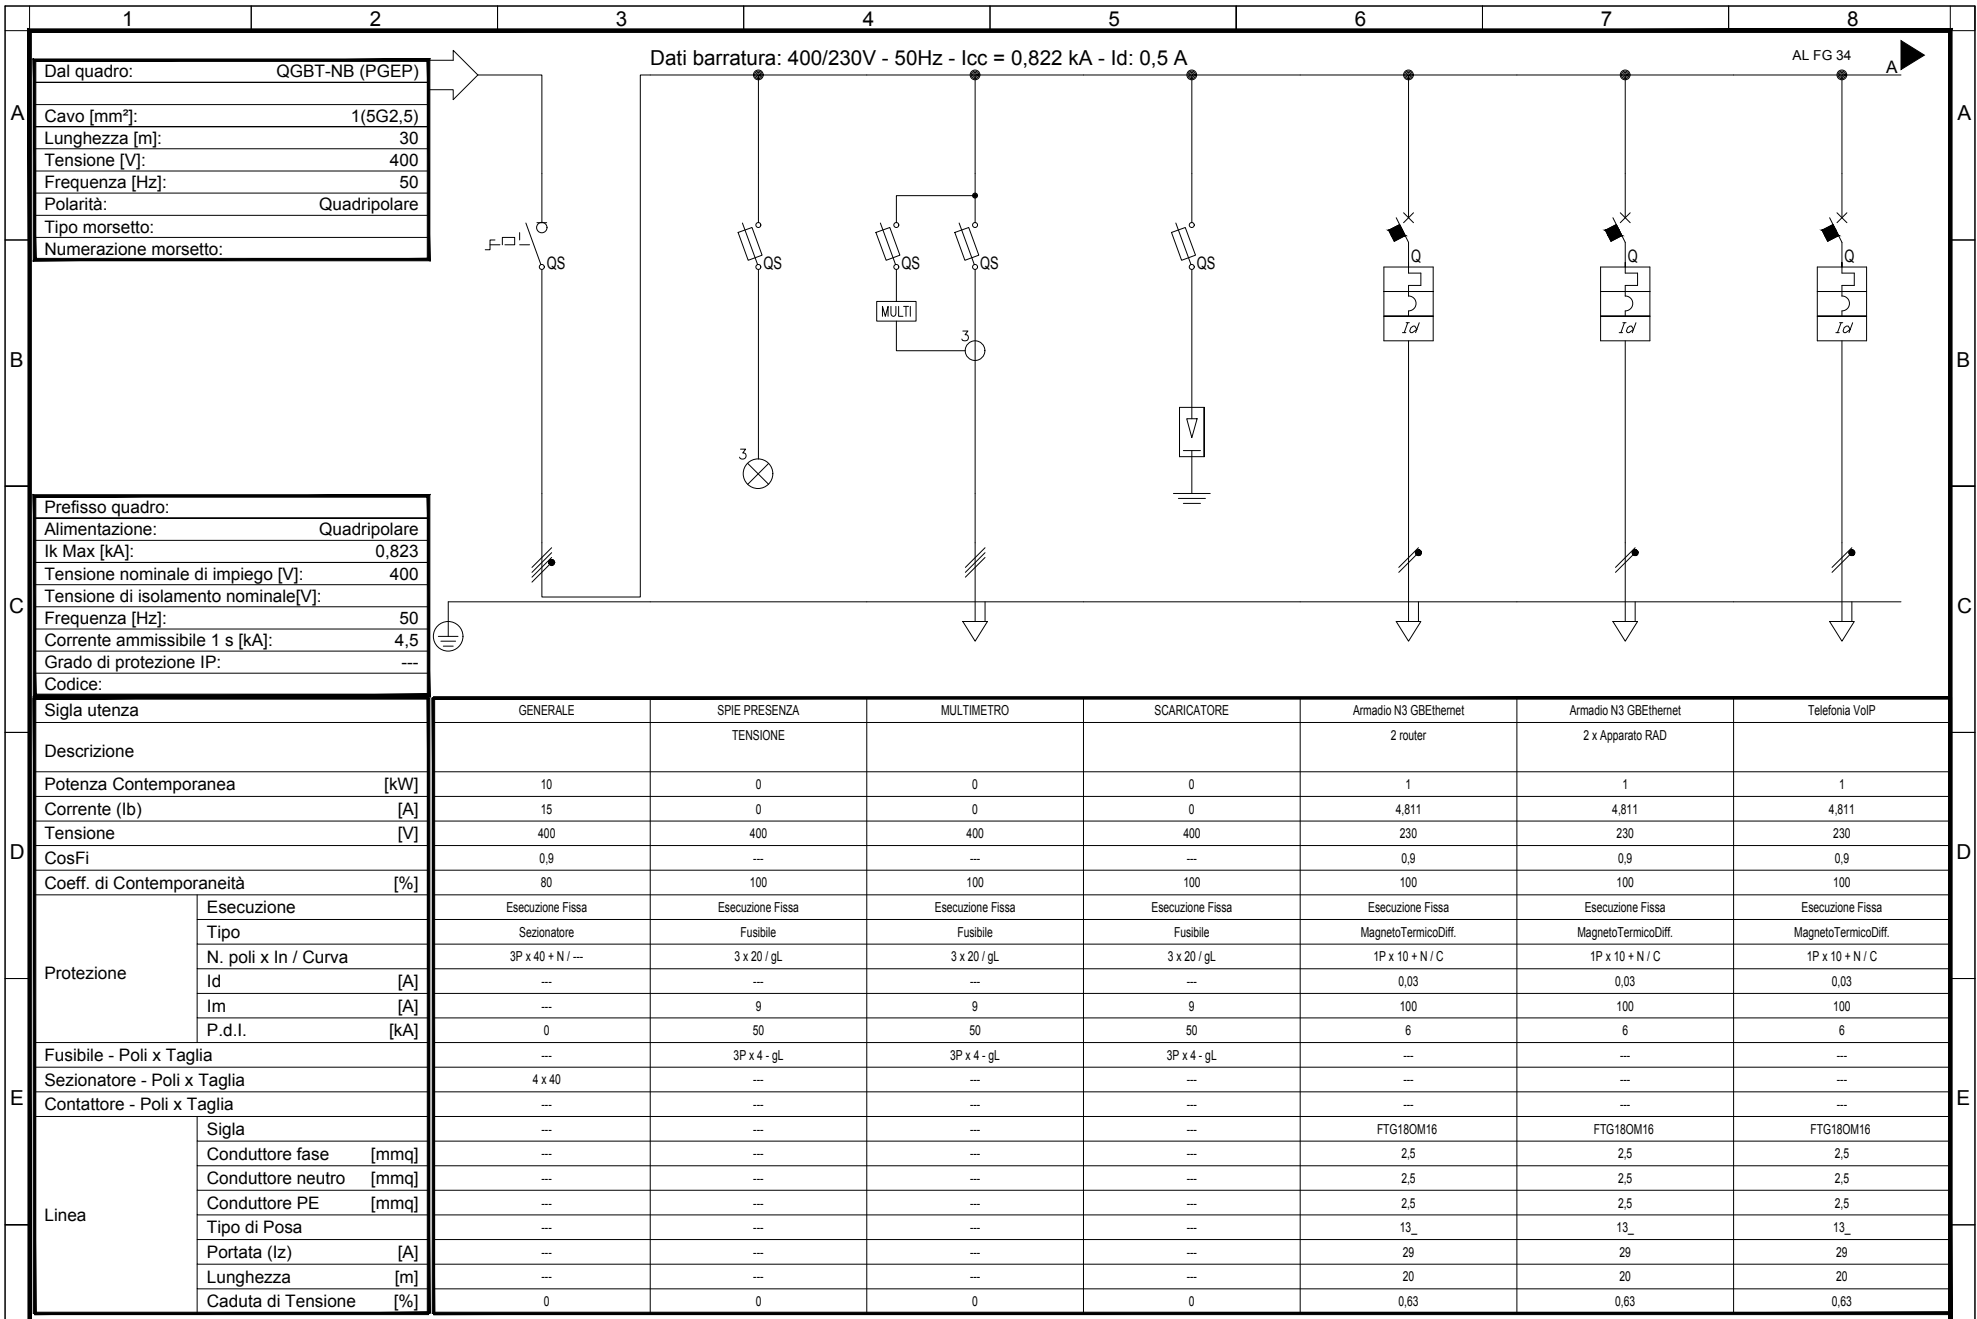 1 2 3 4 5 6 7 8
Dati barratura: 400/230V - 50Hz - Icc = 0,822 kA - Id: 0,5 A
AL FG 34
A
A
A
B
B
C
C
D
D
E
E
Dal quadro: QGBT-NB (PGEP)
Cavo [mm²]: 1(5G2,5)
Lunghezza [m]: 30
Tensione [V]: 400
Frequenza [Hz]: 50
Polarità: Quadripolare
Tipo morsetto:
Numerazione morsetto:
QS QS QS QS QS Q Q Q
MULTI
Id Id Id
3
3
Prefisso quadro:
Alimentazione: Quadripolare
Ik Max [kA]: 0,823
Tensione nominale di impiego [V]: 400
Tensione di isolamento nominale[V]:
Frequenza [Hz]: 50
Corrente ammissibile 1 s [kA]: 4,5
Grado di protezione IP: ---
Codice:
Sigla utenza GENERALE SPIE PRESENZA MULTIMETRO SCARICATORE Armadio N3 GBEthernet Armadio N3 GBEthernet Telefonia VoIP
Descrizione TENSIONE 2 router 2 x Apparato RAD
Potenza Contemporanea [kW] 10 0 0 0 1 1 1
Corrente (Ib) [A] 15 0 0 0 4,811 4,811 4,811
Tensione [V] 400 400 400 400 230 230 230
CosFi 0,9 --- --- --- 0,9 0,9 0,9
Coeff. di Contemporaneità [%] 80 100 100 100 100 100 100
Protezione
Esecuzione Esecuzione Fissa Esecuzione Fissa Esecuzione Fissa Esecuzione Fissa Esecuzione Fissa Esecuzione Fissa Esecuzione Fissa
Tipo Sezionatore Fusibile Fusibile Fusibile MagnetoTermicoDiff. MagnetoTermicoDiff. MagnetoTermicoDiff.
N. poli x In / Curva 3P x 40 + N / --- 3 x 20 / gL 3 x 20 / gL 3 x 20 / gL 1P x 10 + N / C 1P x 10 + N / C 1P x 10 + N / C
Id [A] --- --- --- --- 0,03 0,03 0,03
Im [A] --- 9 9 9 100 100 100
P.d.I. [kA] 0 50 50 50 6 6 6
Fusibile - Poli x Taglia --- 3P x 4 - gL 3P x 4 - gL 3P x 4 - gL --- --- ---
Sezionatore - Poli x Taglia 4 x 40 --- --- --- --- --- ---
Contattore - Poli x Taglia --- --- --- --- --- --- ---
Linea
Sigla --- --- --- --- FTG18OM16 FTG18OM16 FTG18OM16
Conduttore fase [mmq] --- --- --- --- 2,5 2,5 2,5
Conduttore neutro [mmq] --- --- --- --- 2,5 2,5 2,5
Conduttore PE [mmq] --- --- --- --- 2,5 2,5 2,5
Tipo di Posa --- --- --- --- 13_ 13_ 13_
Portata (Iz) [A] --- --- --- --- 29 29 29
Lunghezza [m] --- --- --- --- 20 20 20
Caduta di Tensione [%] 0 0 0 0 0,63 0,63 0,63